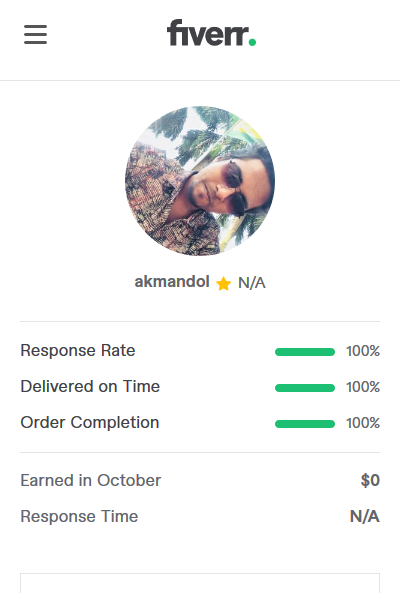 fiverr.
akmandol N/A
Response Rate 100%
Delivered on Time 100%
Order Completion 100%
Earned in October $0
Response Time N/A